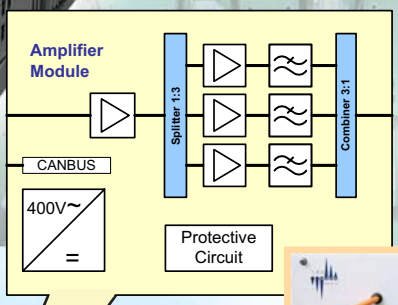 Amplifier
Module
Splitter 1:3
Combiner 3:1
CANBUS
400V~
=
Protective
Circuit